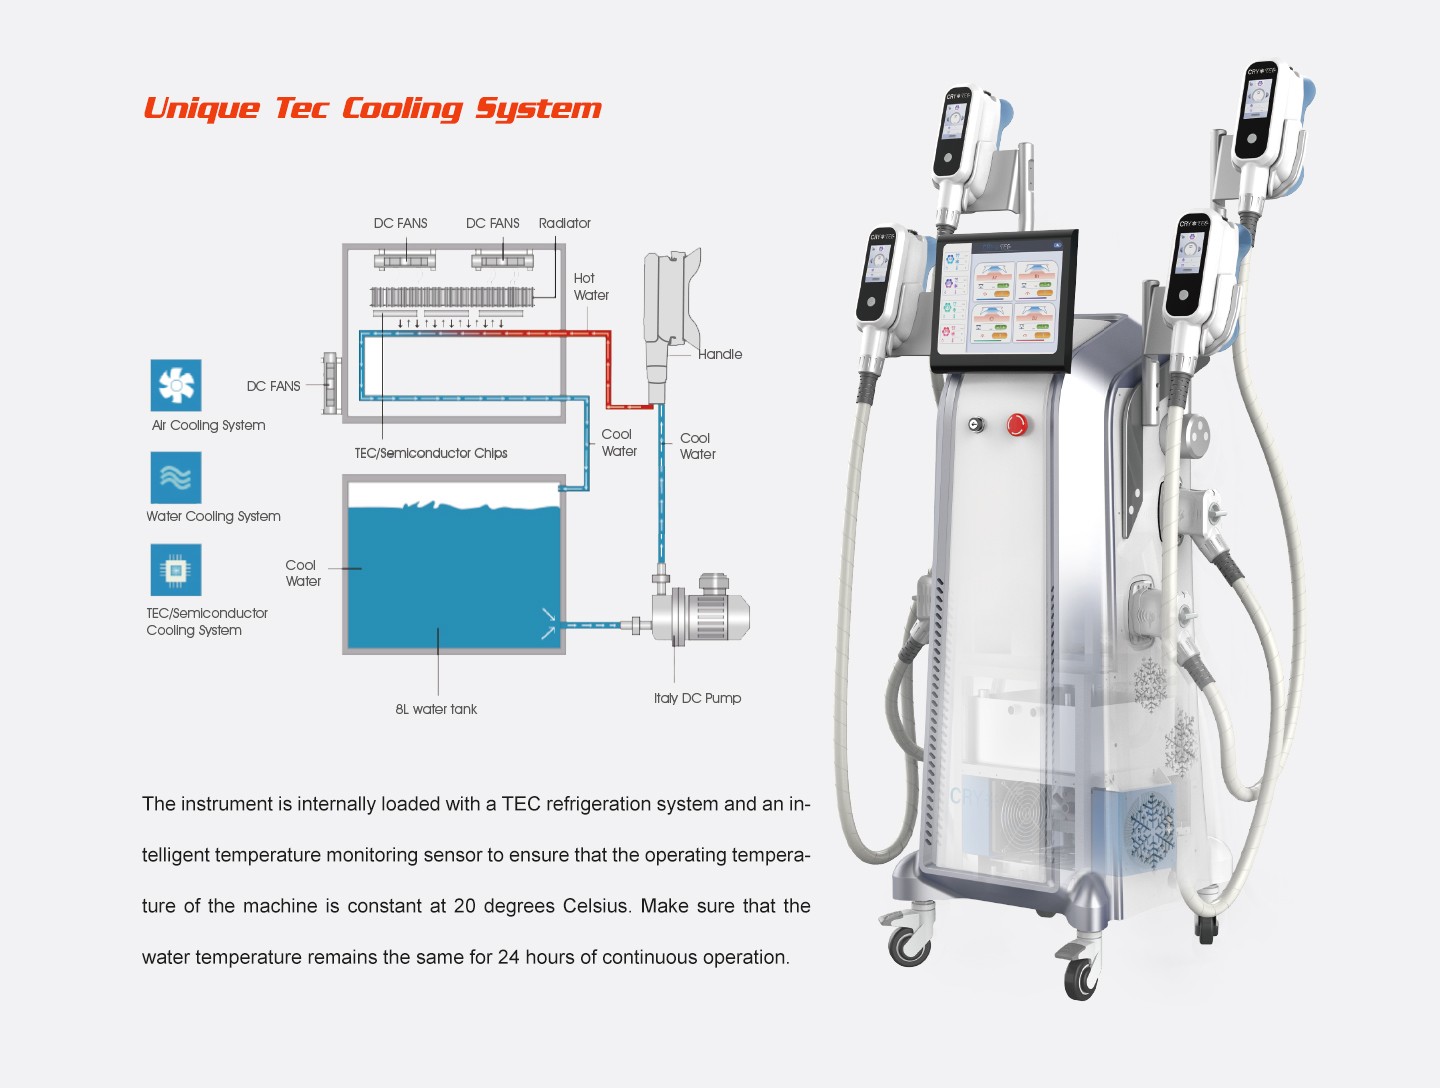 Unique Tec Cooling System
DC FANS
DC FANS
Radiator
Hot
Water
Handle
DC FANS
Air Cooling System
Cool
Water
Cool
Water
TEC/Semiconductor Chips
Water Cooling System
Cool
Water
TEC/Semiconductor
Cooling System
8L water tank
Italy DC Pump
The instrument is internally loaded with a TEC refrigeration system and an in-
telligent temperature monitoring sensor to ensure that the operating tempera-
ture of the machine is constant at 20 degrees Celsius. Make sure that the
water temperature remains the same for 24 hours of continuous operation.